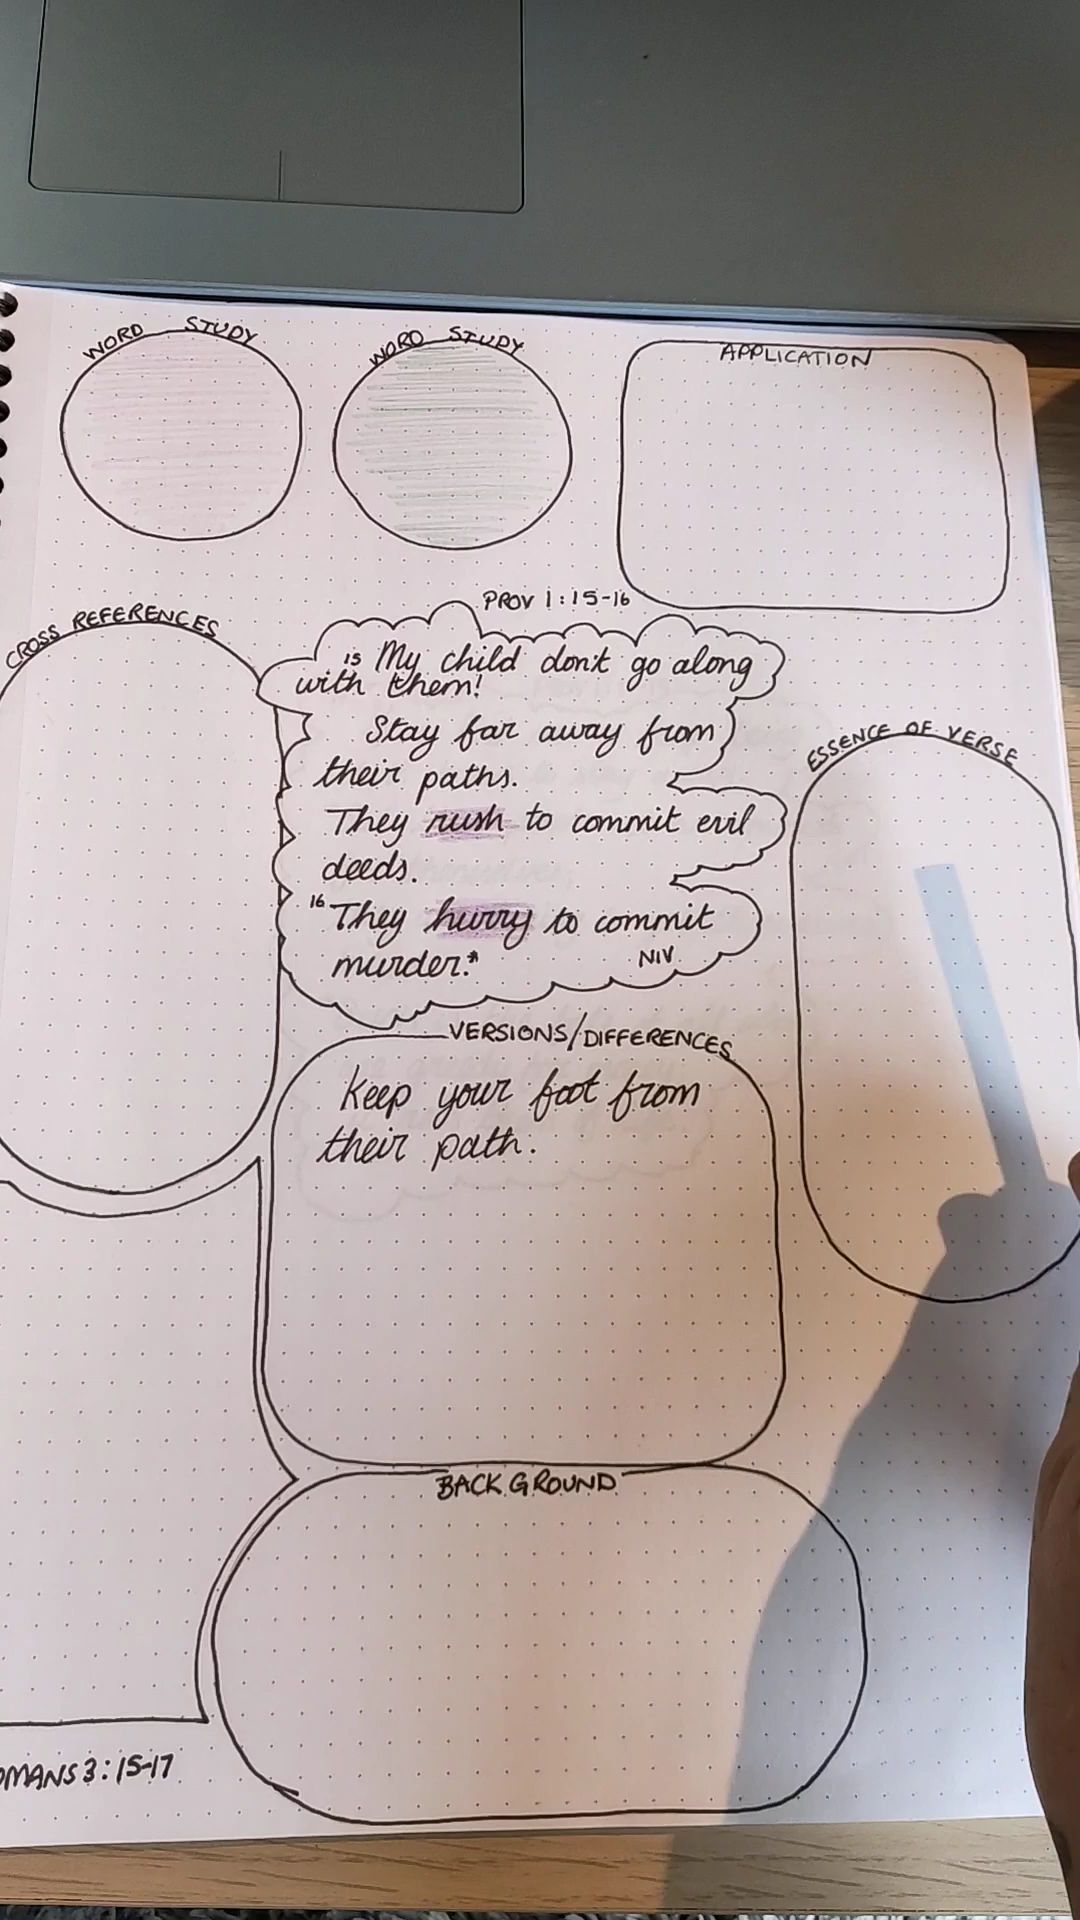 WORD STUDY
WORD STUDY
APPLICATION
PROV 1:15-16
CROSS REFERENCES
15 My child don't go along
with them!
Stay far away from
their paths.
They rush to commit evil
deeds.
16 They hurry to commit
murder.*
NIV
ESSENCE OF VERSE
VERSIONS/DIFFERENCES
Keep your foot from
their path.
BACKGROUND
OMANS 3:15-17